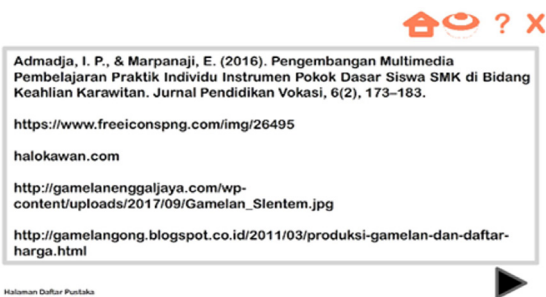 ? X
Admadja, I. P., & Marpanaji, E. (2016). Pengembangan Multimedia
Pembelajaran Praktik Individu Instrumen Pokok Dasar Siswa SMK di Bidang
Keahlian Karawitan. Jurnal Pendidikan Vokasi, 6(2), 173–183.
https://www.freeiconspng.com/img/26495
halokawan.com
http://gamelanenggaljaya.com/wp-
content/uploads/2017/09/Gamelan_Slentem.jpg
http://gamelangong.blogspot.co.id/2011/03/produksi-gamelan-dan-daftar-
harga.html
Halaman Daftar Pustaka